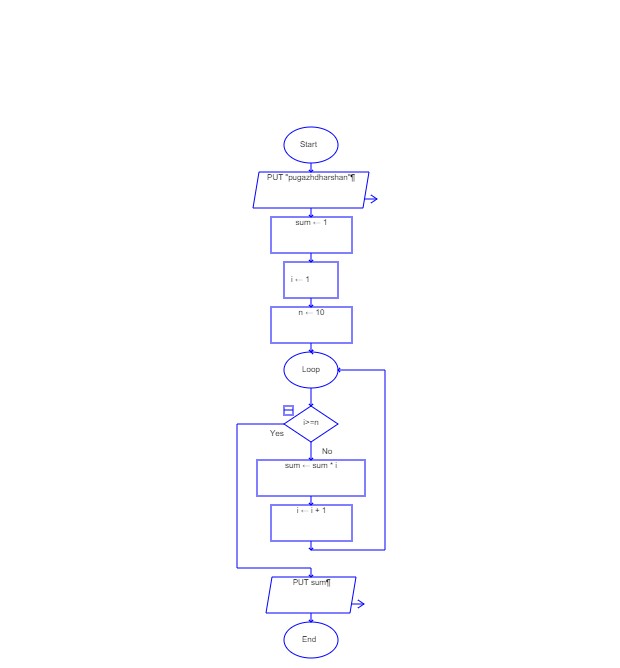 Start
PUT "pugazhdharshan"¶
sum ← 1
i ← 1
n ← 10
Loop
i>=n
Yes
No
sum ← sum * i
i ← i + 1
PUT sum¶
End